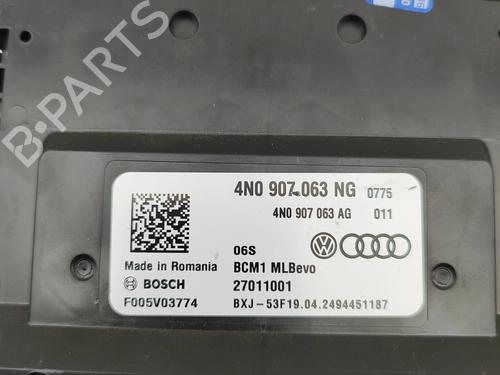 4N0 907 063 NG 0775
4N0 907 063 AG 011
06S
Made in Romania BCM1 MLBevo
BOSCH 27011001
F005V03774 BXJ-53F19.04.2494451187
B-PARTS